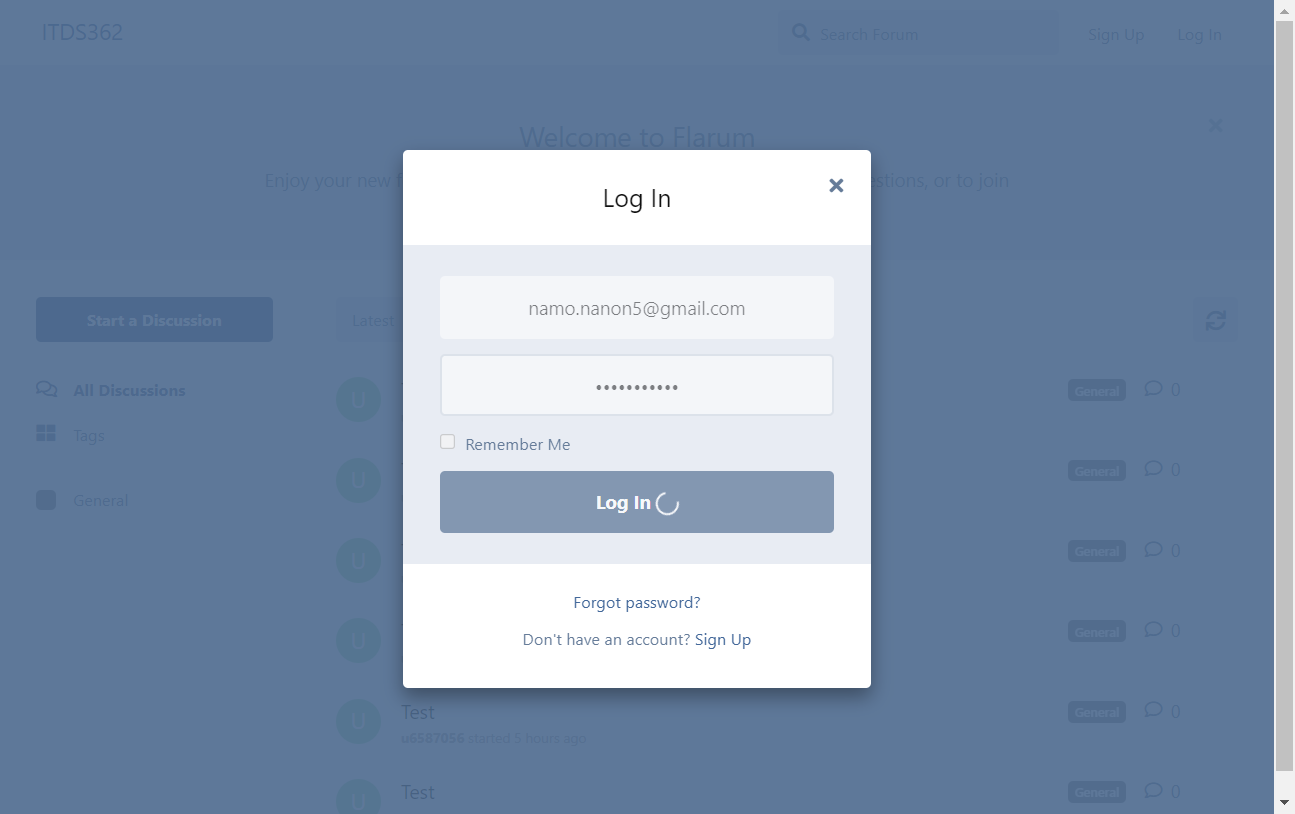 ITDS362
Search Forum
Sign Up
Log In
Welcome to Flarum
Enjoy your new
estions, or to join
Log In
namo.nanon5@gmail.com
•••••••••••
Remember Me
Log In
Forgot password?
Don't have an account? Sign Up
Start a Discussion
All Discussions
Tags
General
Latest
U
General 0
U
General 0
U
General 0
U
General 0
U
Test
u6587056 started 5 hours ago
General 0
U
Test
General 0